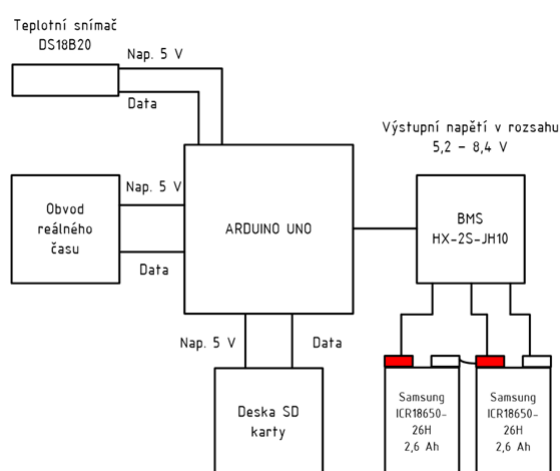 Teplotní snímač
DS18B20
Nap. 5 V
Data
Výstupní napětí v rozsahu
5,2 - 8,4 V
Obvod
reálného
času
Nap. 5 V
Data
ARDUINO UNO
BMS
HX-2S-JH10
Nap. 5 V
Data
Deska SD
karty
Samsung
ICR18650-
26H
2,6 Ah
Samsung
ICR18650-
26H
2,6 Ah